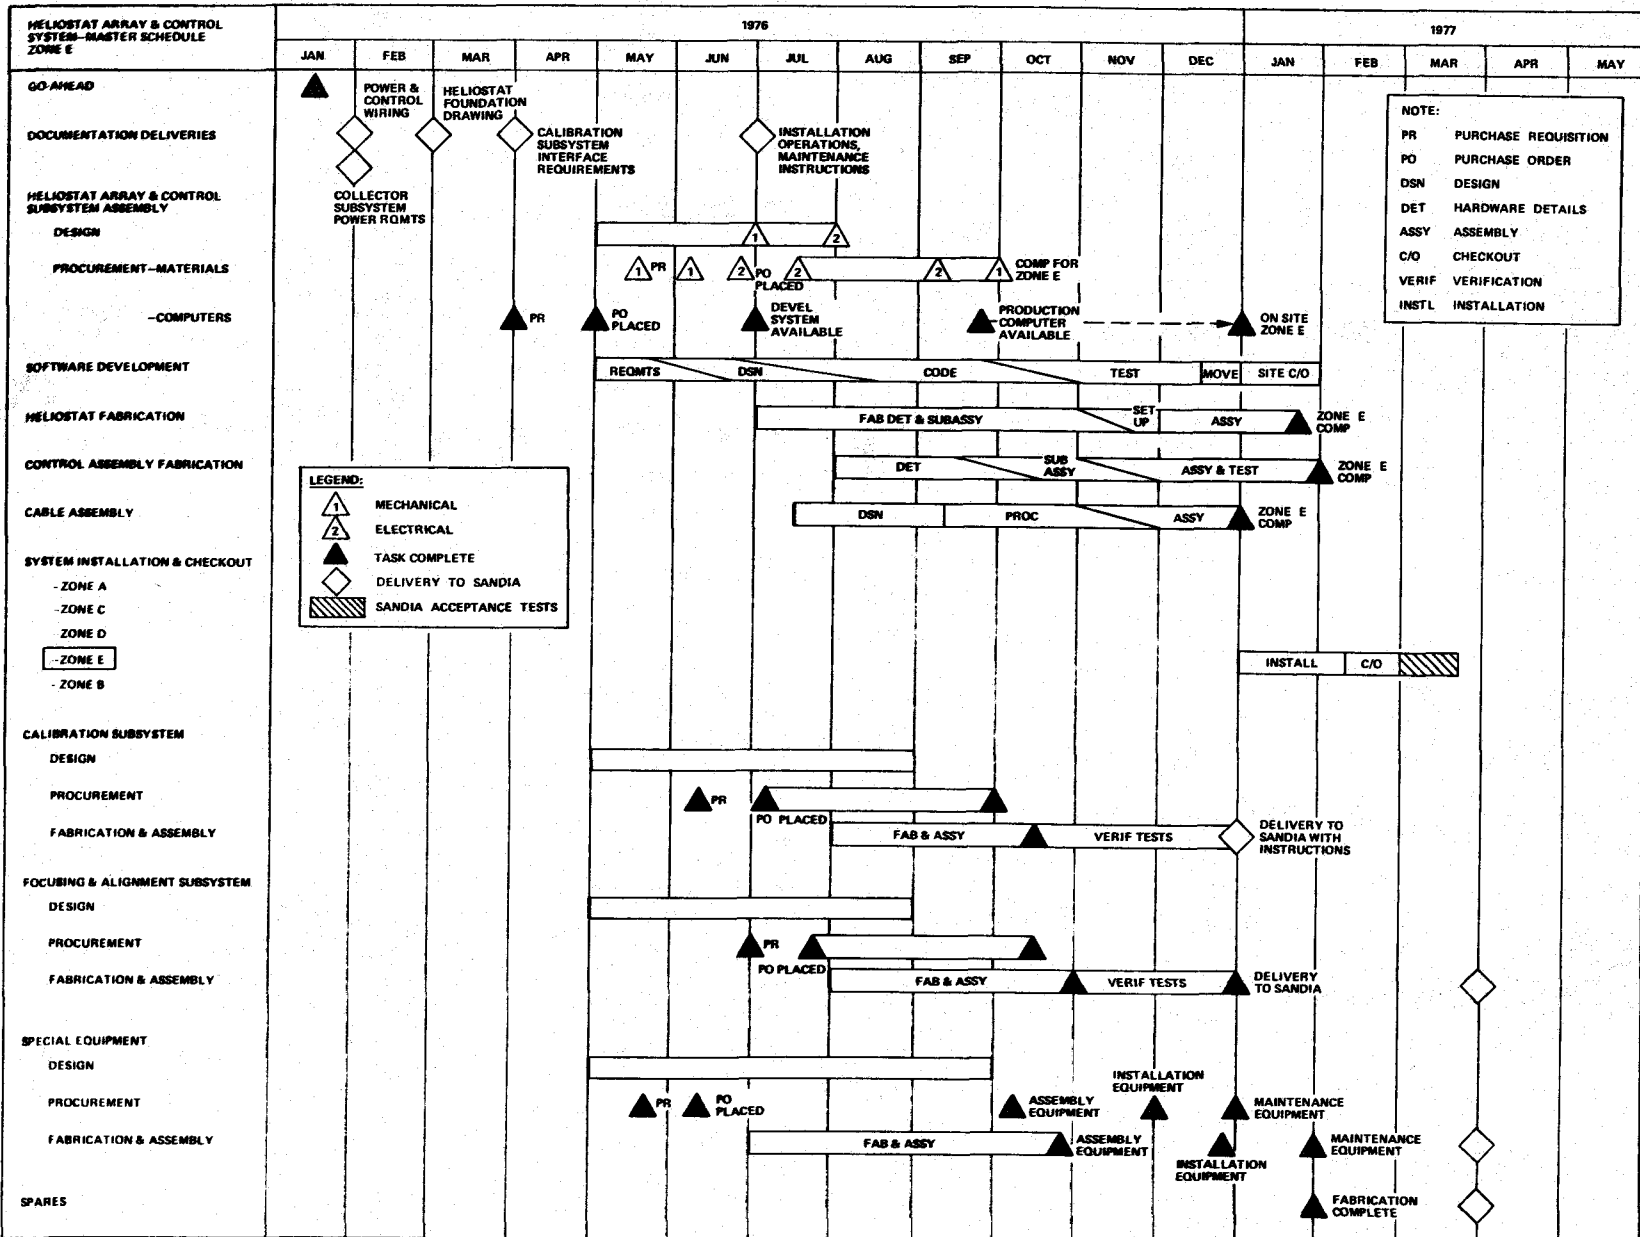 HELIOSTAT ARRAY & CONTROL
SYSTEM-MASTER SCHEDULE
ZONE E
1976
1977
JAN
FEB
MAR
APR
MAY
JUN
JUL
AUG
SEP
OCT
NOV
DEC
JAN
FEB
MAR
APR
MAY
GO-AHEAD
DOCUMENTATION DELIVERIES
POWER &
CONTROL
WIRING
HELIOSTAT
FOUNDATION
DRAWING
CALIBRATION
SUBSYSTEM
INTERFACE
REQUIREMENTS
INSTALLATION
OPERATIONS,
MAINTENANCE
INSTRUCTIONS
COLLECTOR
SUBSYSTEM
POWER RQMTS
NOTE:
PR PURCHASE REQUISITION
PO PURCHASE ORDER
DSN DESIGN
DET HARDWARE DETAILS
ASSY ASSEMBLY
C/O CHECKOUT
VERIF VERIFICATION
INSTL INSTALLATION
HELIOSTAT ARRAY & CONTROL
SUBSYSTEM ASSEMBLY
DESIGN
1
2
PROCUREMENT-MATERIALS
1 PR
1
2 PO
PLACED
2
2
1
COMP FOR
ZONE E
-COMPUTERS
PR
PO
PLACED
DEVEL
SYSTEM
AVAILABLE
PRODUCTION
COMPUTER
AVAILABLE
ON SITE
ZONE E
SOFTWARE DEVELOPMENT
REQMTS
DSN
CODE
TEST
MOVE
SITE C/O
HELIOSTAT FABRICATION
FAB DET & SUBASSY
SET
UP
ASSY
ZONE E
COMP
CONTROL ASSEMBLY FABRICATION
DET
SUB
ASSY
ASSY & TEST
ZONE E
COMP
CABLE ASSEMBLY
DSN
PROC
ASSY
ZONE E
COMP
LEGEND:
1 MECHANICAL
2 ELECTRICAL
TASK COMPLETE
DELIVERY TO SANDIA
SANDIA ACCEPTANCE TESTS
SYSTEM INSTALLATION & CHECKOUT
- ZONE A
- ZONE C
ZONE D
- ZONE E
INSTALL
C/O
- ZONE B
CALIBRATION SUBSYSTEM
DESIGN
PROCUREMENT
PR
PO PLACED
FABRICATION & ASSEMBLY
FAB & ASSY
VERIF TESTS
DELIVERY TO
SANDIA WITH
INSTRUCTIONS
FOCUSING & ALIGNMENT SUBSYSTEM
DESIGN
PROCUREMENT
PR
PO PLACED
FABRICATION & ASSEMBLY
FAB & ASSY
VERIF TESTS
DELIVERY
TO SANDIA
SPECIAL EQUIPMENT
DESIGN
PROCUREMENT
PR
PO
PLACED
ASSEMBLY
EQUIPMENT
INSTALLATION
EQUIPMENT
MAINTENANCE
EQUIPMENT
FABRICATION & ASSEMBLY
FAB & ASSY
ASSEMBLY
EQUIPMENT
INSTALLATION
EQUIPMENT
MAINTENANCE
EQUIPMENT
SPARES
FABRICATION
COMPLETE